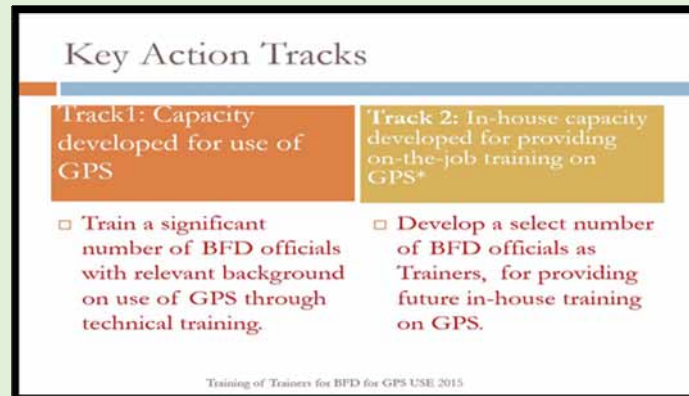 Key Action Tracks
Track1: Capacity
developed for use of
GPS
Track 2: In-house capacity
developed for providing
on-the-job training on
GPS*
Train a significant
number of BFD officials
with relevant background
on use of GPS through
technical training.
Develop a select number
of BFD officials as
Trainers, for providing
future in-house training
on GPS.
Training of Trainers for BFD for GPS USE 2015